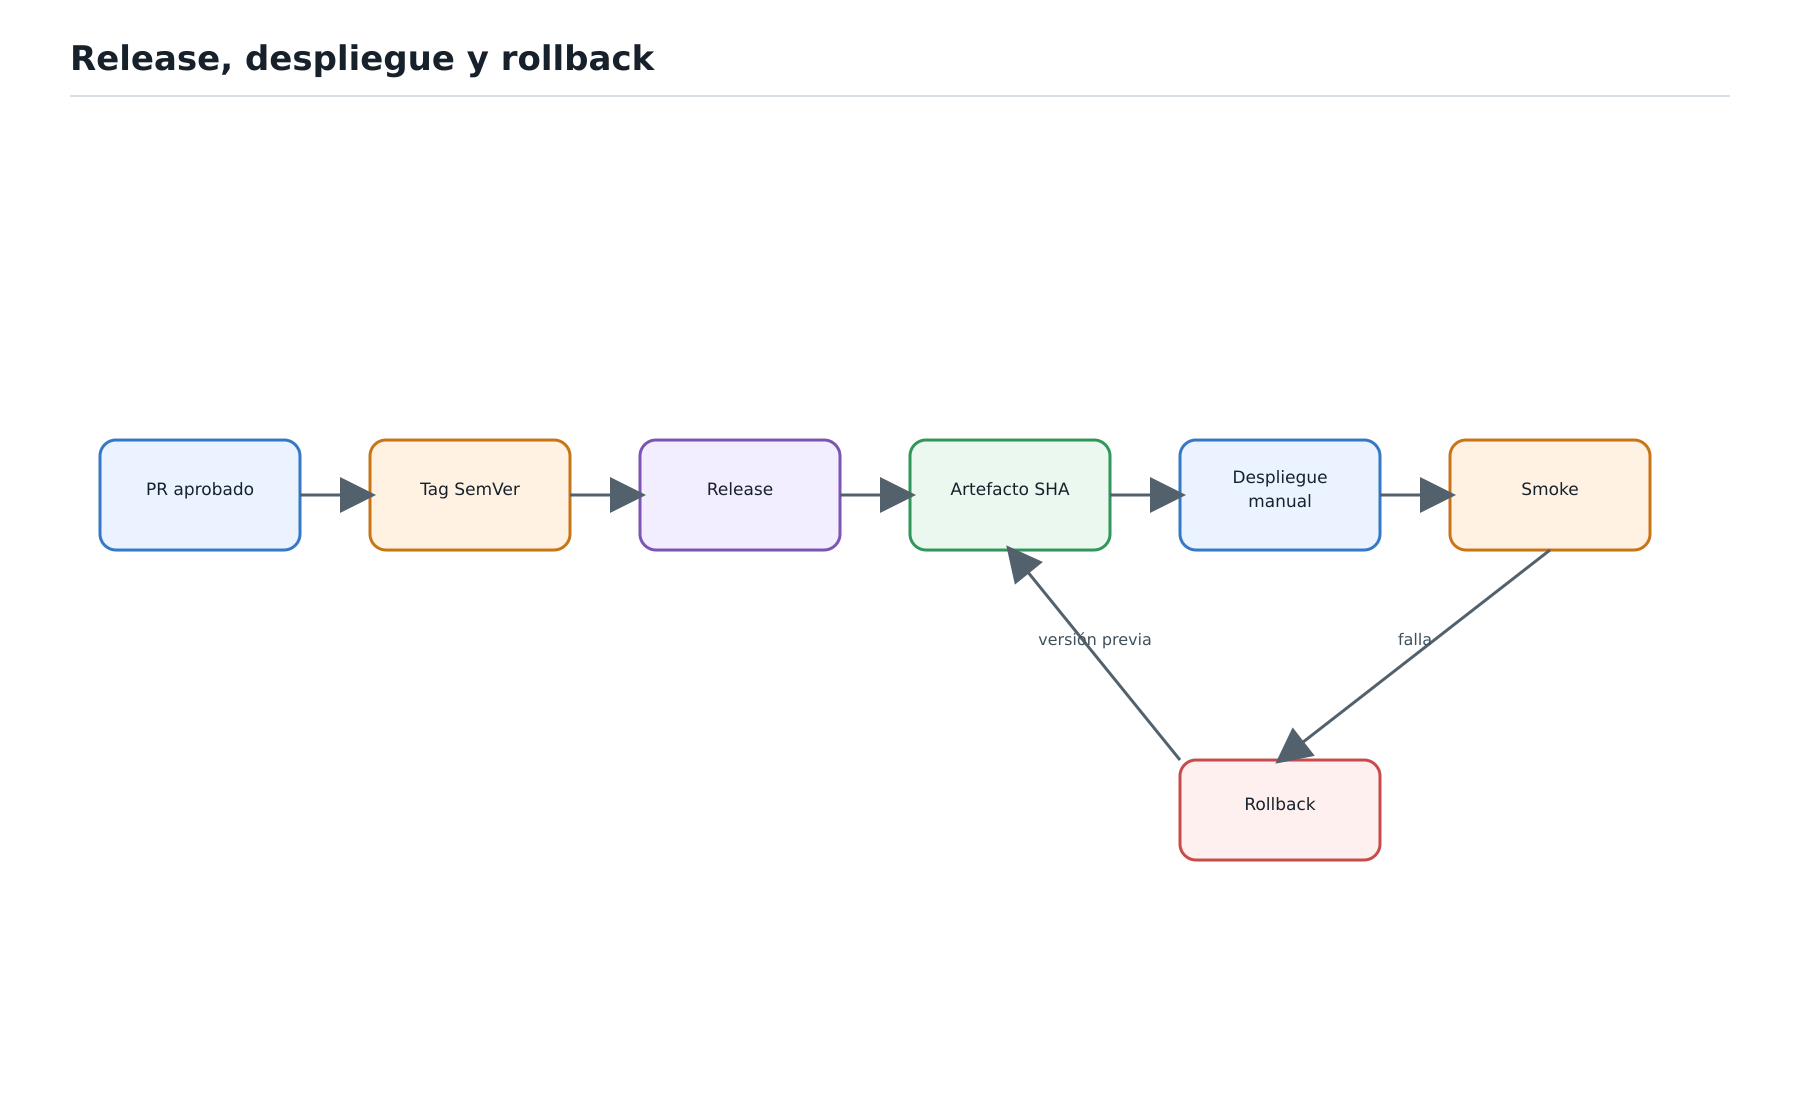 Release, despliegue y rollback
PR aprobado
Tag SemVer
Release
Artefacto SHA
Despliegue
manual
Smoke
versión previa
falla
Rollback